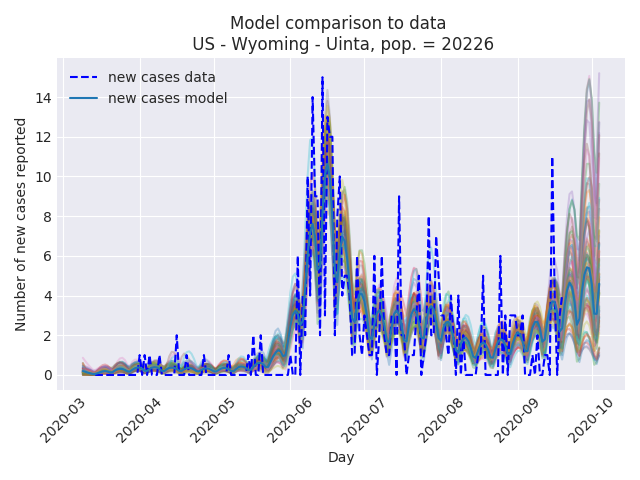 Model comparison to data
US - Wyoming - Uinta, pop. = 20226
new cases data
new cases model
Number of new cases reported
14
12
10
8
6
4
2
0
2020-03
2020-04
2020-05
2020-06
2020-07
2020-08
2020-09
2020-10
Day